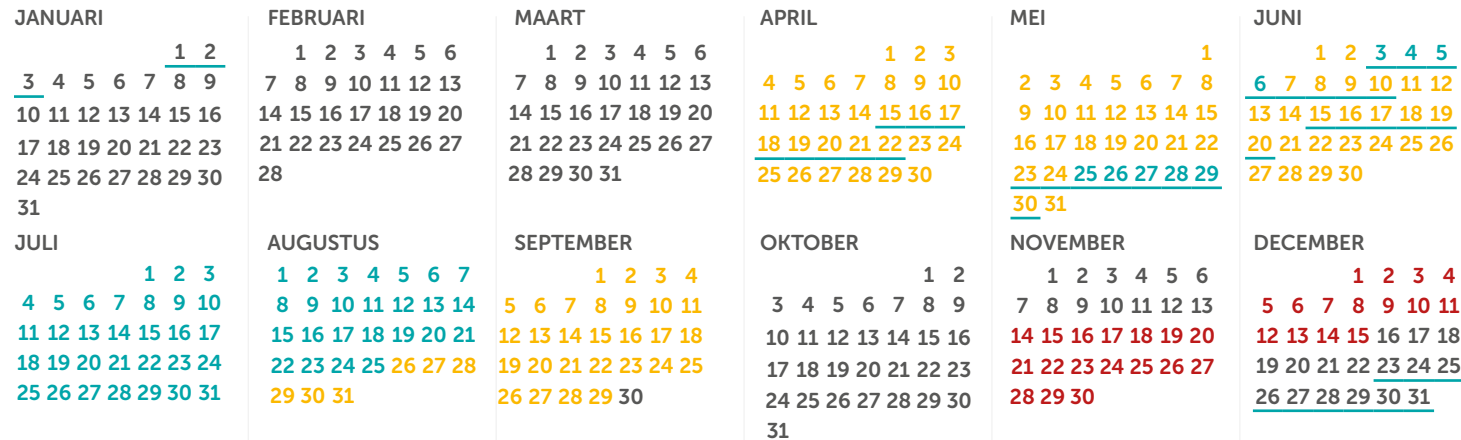 JANUARI
1 2
3 4 5 6 7 8 9
10 11 12 13 14 15 16
17 18 19 20 21 22 23
24 25 26 27 28 29 30
31
FEBRUARI
1 2 3 4 5 6
7 8 9 10 11 12 13
14 15 16 17 18 19 20
21 22 23 24 25 26 27
28
MAART
1 2 3 4 5 6
7 8 9 10 11 12 13
14 15 16 17 18 19 20
21 22 23 24 25 26 27
28 29 30 31
APRIL
1 2 3
4 5 6 7 8 9 10
11 12 13 14 15 16 17
18 19 20 21 22 23 24
25 26 27 28 29 30
MEI
1
2 3 4 5 6 7 8
9 10 11 12 13 14 15
16 17 18 19 20 21 22
23 24 25 26 27 28 29
30 31
JUNI
1 2 3 4 5
6 7 8 9 10 11 12
13 14 15 16 17 18 19
20 21 22 23 24 25 26
27 28 29 30
JULI
1 2 3
4 5 6 7 8 9 10
11 12 13 14 15 16 17
18 19 20 21 22 23 24
25 26 27 28 29 30 31
AUGUSTUS
1 2 3 4 5 6 7
8 9 10 11 12 13 14
15 16 17 18 19 20 21
22 23 24 25 26 27 28
29 30 31
SEPTEMBER
1 2 3 4
5 6 7 8 9 10 11
12 13 14 15 16 17 18
19 20 21 22 23 24 25
26 27 28 29 30
OKTOBER
1 2
3 4 5 6 7 8 9
10 11 12 13 14 15 16
17 18 19 20 21 22 23
24 25 26 27 28 29 30
31
NOVEMBER
1 2 3 4 5 6
7 8 9 10 11 12 13
14 15 16 17 18 19 20
21 22 23 24 25 26 27
28 29 30
DECEMBER
1 2 3 4
5 6 7 8 9 10 11
12 13 14 15 16 17 18
19 20 21 22 23 24 25
26 27 28 29 30 31